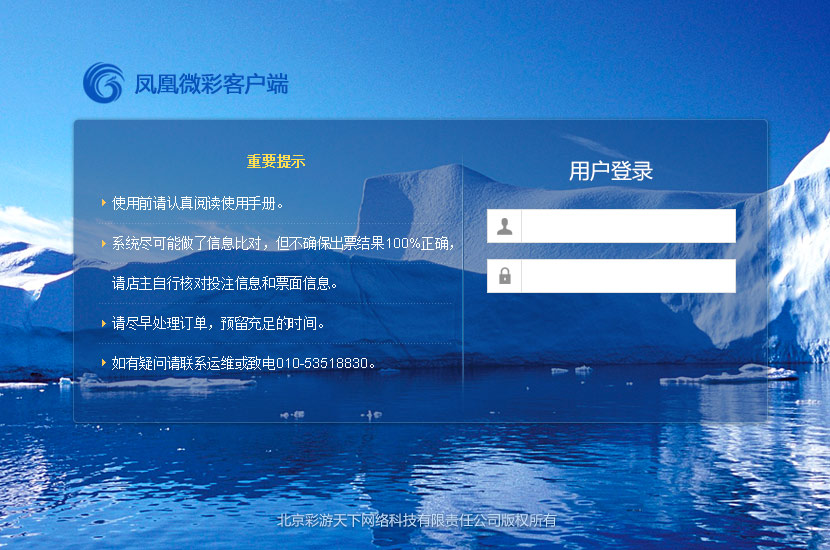 凤凰微彩客户端
重要提示
使用前请认真阅读使用手册。
系统尽可能做了信息比对，但不确保出票结果100%正确，
请店主自行核对投注信息和票面信息。
请尽早处理订单，预留充足的时间。
如有疑问请联系运维或致电010-53518830。
用户登录
北京彩游天下网络科技有限责任公司版权所有